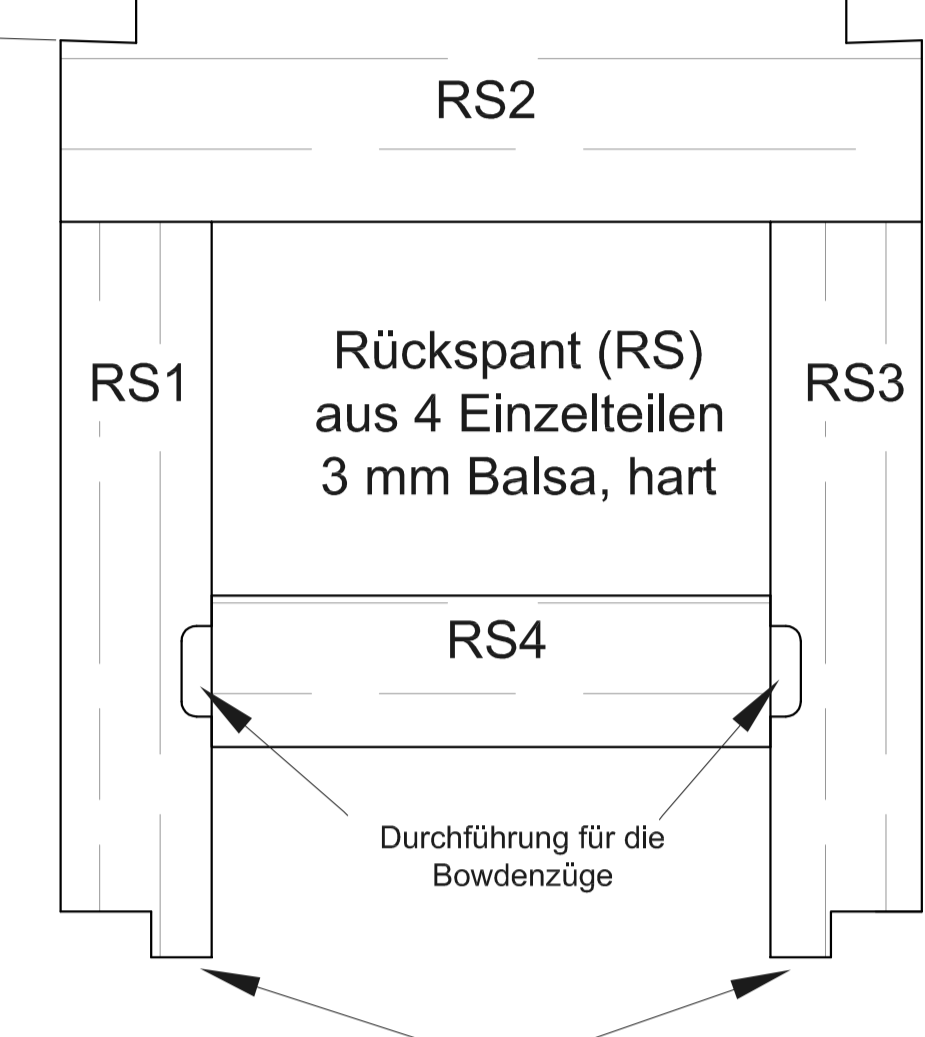 RS2
RS1
Rückspant (RS)
aus 4 Einzelteilen
3 mm Balsa, hart
RS3
RS4
Durchführung für die
Bowdenzüge